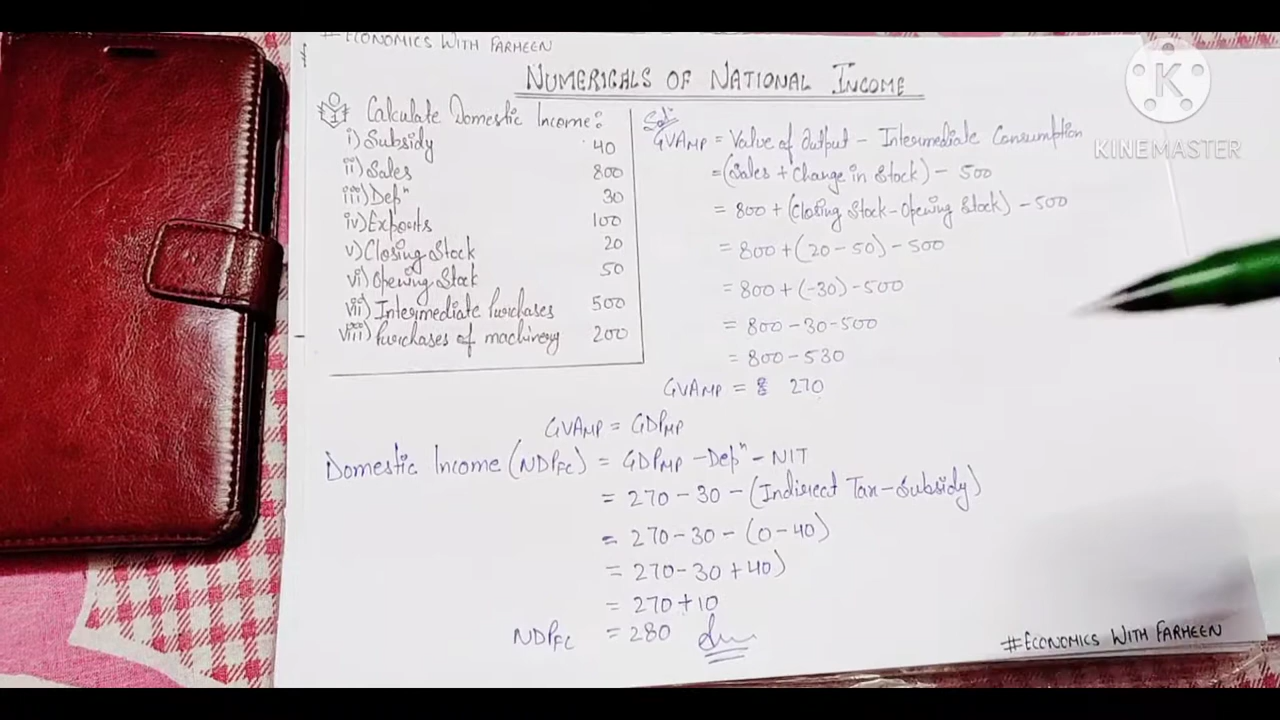 #ECONOMICS WITH FARHEEN
NUMERICALS OF NATIONAL INCOME
Calculate Domestic Income:
i) Subsidy 40
ii) Sales 800
iii) Depⁿ 30
iv) Exports 100
v) Closing Stock 20
vi) Opening Stock 50
vii) Intermediate Purchases 500
viii) Purchases of machinery 200
Solⁿ
GVAMP = Value of Output - Intermediate Consumption
= (Sales + Change in Stock) - 500
= 800 + (Closing Stock - Opening Stock) - 500
= 800 + (20 - 50) - 500
= 800 + (-30) - 500
= 800 - 30 - 500
= 800 - 530
GVAMP = 270
GVAMP = GDPMP
Domestic Income (NDPFC) = GDPMP - Depⁿ - NIT
= 270 - 30 - (Indirect Tax - Subsidy)
= 270 - 30 - (0 - 40)
= 270 - 30 + 40)
= 270 + 10
NDPFC = 280
#ECONOMICS WITH FARHEEN
K
KINEMASTER